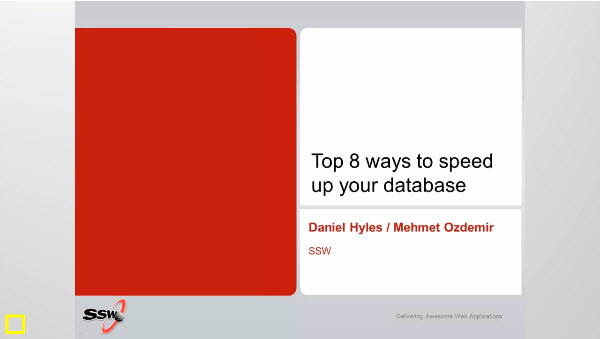 Top 8 ways to speed
up your database
Daniel Hyles / Mehmet Ozdemir
SSW
SSW
Delivering Awesome Web Applications